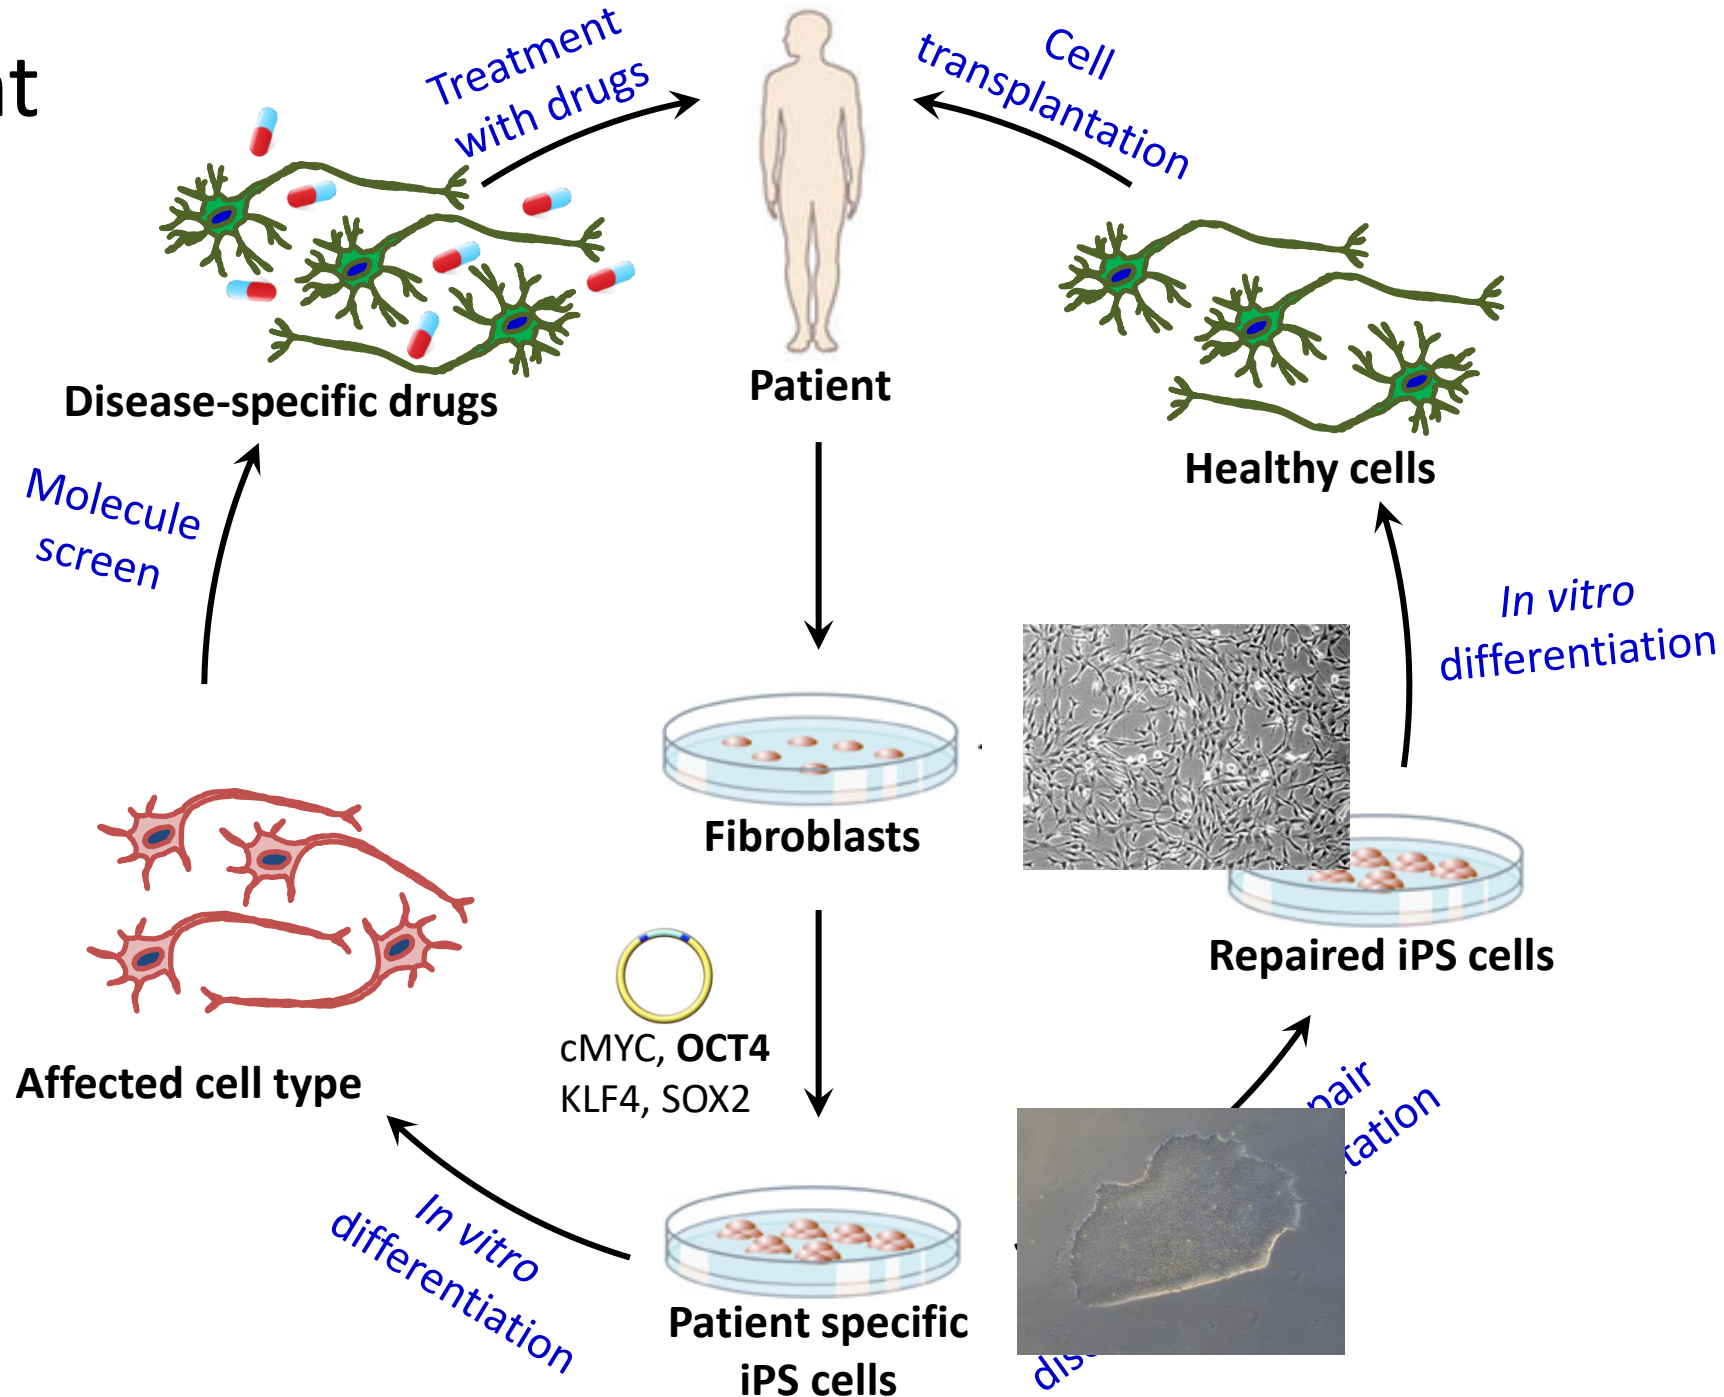 Treatment
with drugs
Cell
transplantation
Disease-specific drugs
Patient
Healthy cells
Molecule
screen
In vitro
differentiation
Fibroblasts
Repaired iPS cells
cMYC, OCT4
KLF4, SOX2
Affected cell type
In vitro
differentiation
Patient specific
iPS cells